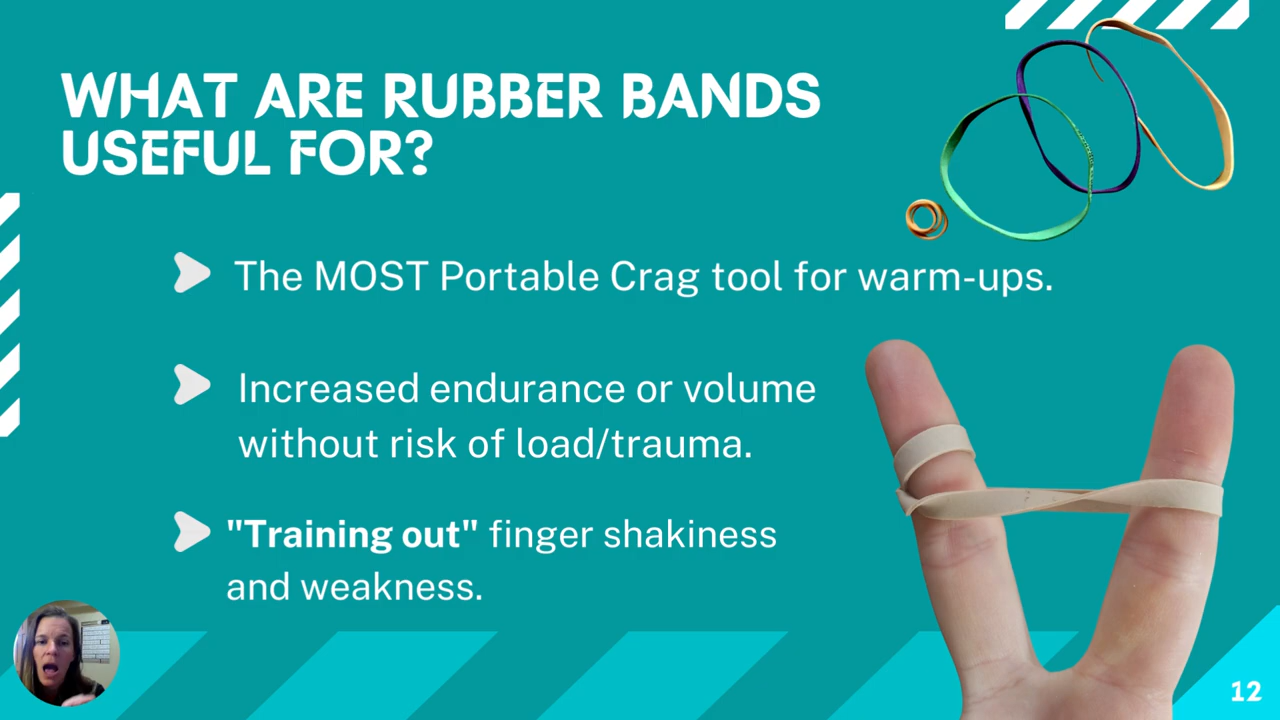 WHAT ARE RUBBER BANDS
USEFUL FOR?
The MOST Portable Crag tool for warm-ups.
Increased endurance or volume
without risk of load/trauma.
"Training out" finger shakiness
and weakness.
12